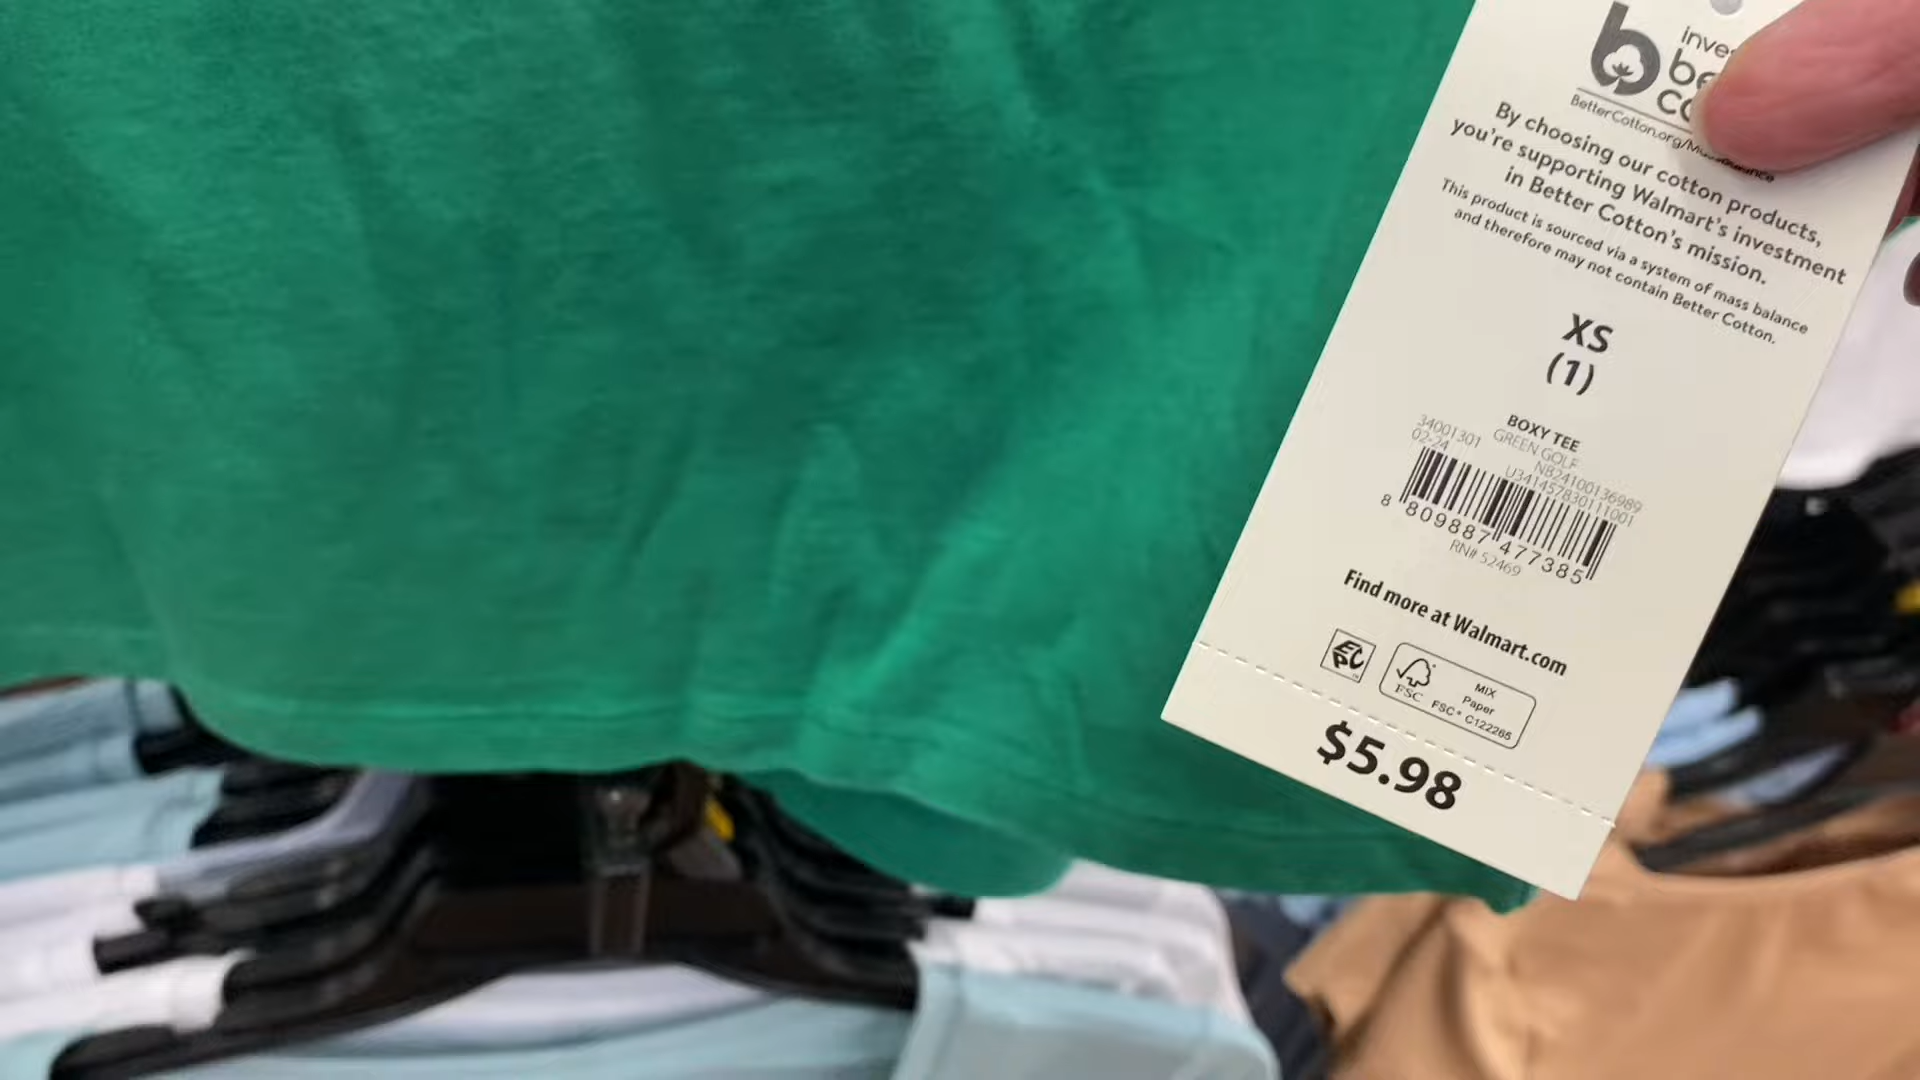 BetterCotton.org/
By choosing our cotton products,
you're supporting Walmart's investment
in Better Cotton's mission.
This product is sourced via a system of mass balance
and therefore may not contain Better Cotton.
XS
(1)
BOXY TEE
34001301 GREEN GOLF
02-24 NB24100136989
U341457830111001
8 809887 477385
RN# 52469
Find more at Walmart.com
EPC
FSC
MIX
Paper
FSC® C122265
$5.98